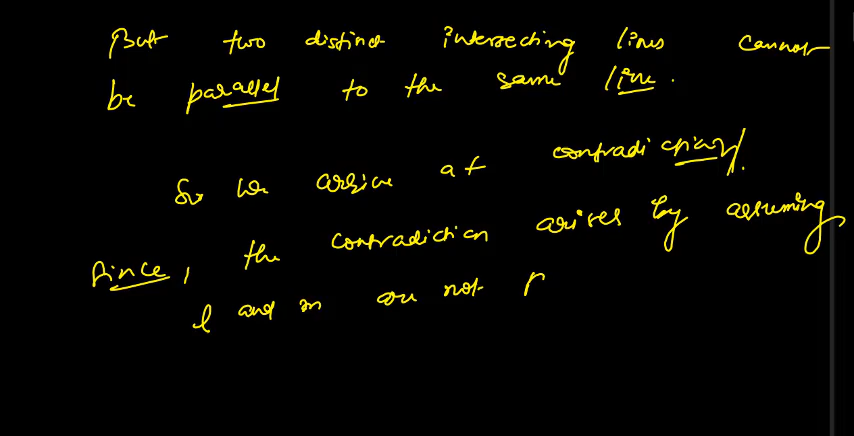 But two distinct intersecting lines cannot
be parallel to the same line.
So we arrive at contradiction.
Since, the contradiction arises by assuming
l and m are not p